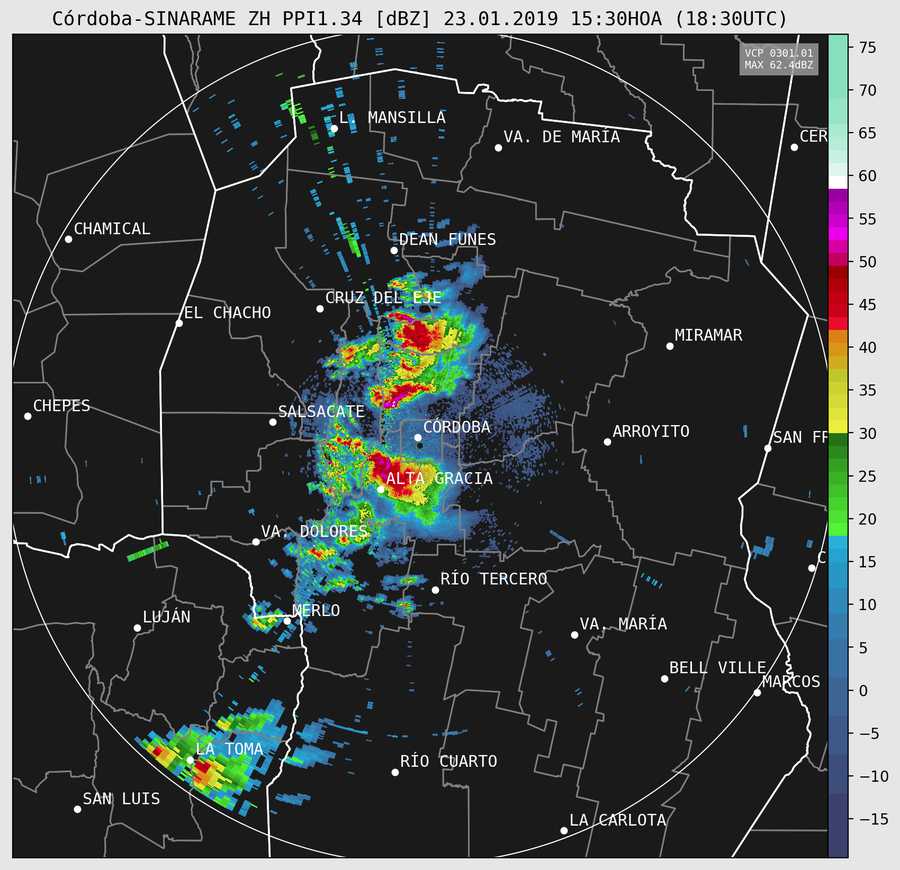 Córdoba-SINARAME ZH PPI1.34 [dBZ] 23.01.2019 15:30HOA (18:30UTC)
VCP 0301.01
MAX 62.4dBZ
75
70
65
60
55
50
45
40
35
30
25
20
15
10
5
0
−5
−10
−15
L. MANSILLA
VA. DE MARÍA
CER
CHAMICAL
DEAN FUNES
CRUZ DEL EJE
EL CHACHO
MIRAMAR
CHEPES
SALSACATE
CÓRDOBA
ARROYITO
SAN FR
ALTA GRACIA
VA. DOLORES
C
RÍO TERCERO
MERLO
LUJÁN
VA. MARÍA
BELL VILLE
MARCOS
LA TOMA
RÍO CUARTO
SAN LUIS
LA CARLOTA